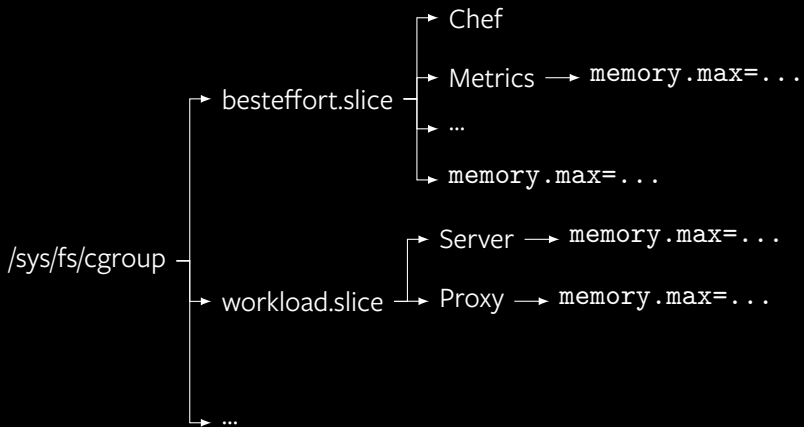 Chef
Metrics
memory.max=...
besteffort.slice
...
memory.max=...
/sys/fs/cgroup
Server
memory.max=...
workload.slice
Proxy
memory.max=...
...